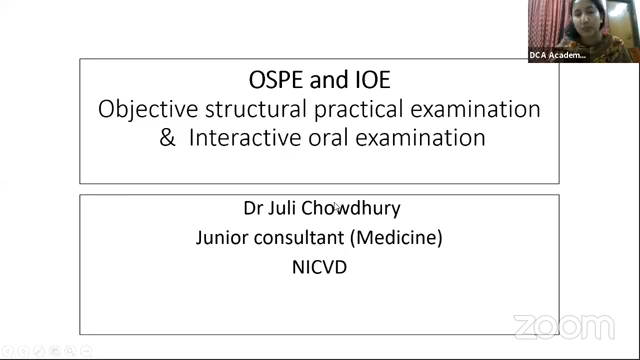 DCA Academ...
OSPE and IOE
Objective structural practical examination
& Interactive oral examination
Dr Juli Chowdhury
Junior consultant (Medicine)
NICVD
zoom